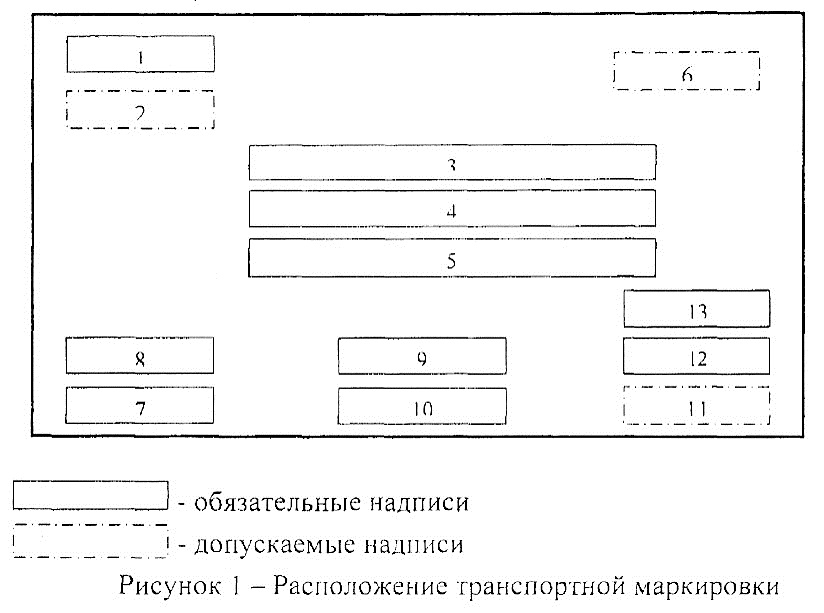 1
6
2
3
4
5
13
8 9 12
7 10 11
- обязательные надписи
- допускаемые надписи
Рисунок 1 – Расположение транспортной маркировки